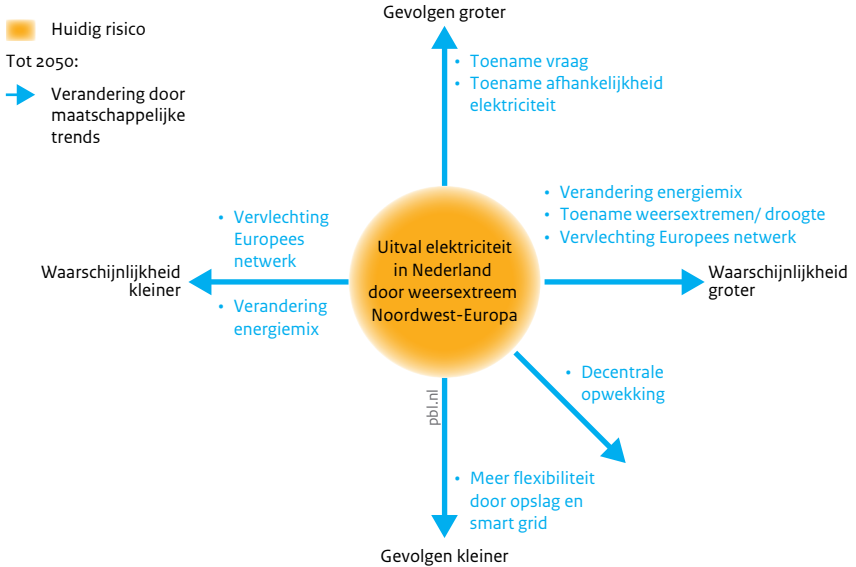 Gevolgen groter
Huidig risico
Tot 2050:
Verandering door
maatschappelijke
trends
• Toename vraag
• Toename afhankelijkheid
elektriciteit
• Verandering energiemix
• Toename weersextremen/ droogte
• Vervlechting Europees netwerk
• Vervlechting
Europees
netwerk
Uitval elektriciteit
in Nederland
door weersextreem
Noordwest-Europa
Waarschijnlijkheid
kleiner
Waarschijnlijkheid
groter
• Verandering
energiemix
• Decentrale
opwekking
pbl.nl
• Meer flexibiliteit
door opslag en
smart grid
Gevolgen kleiner